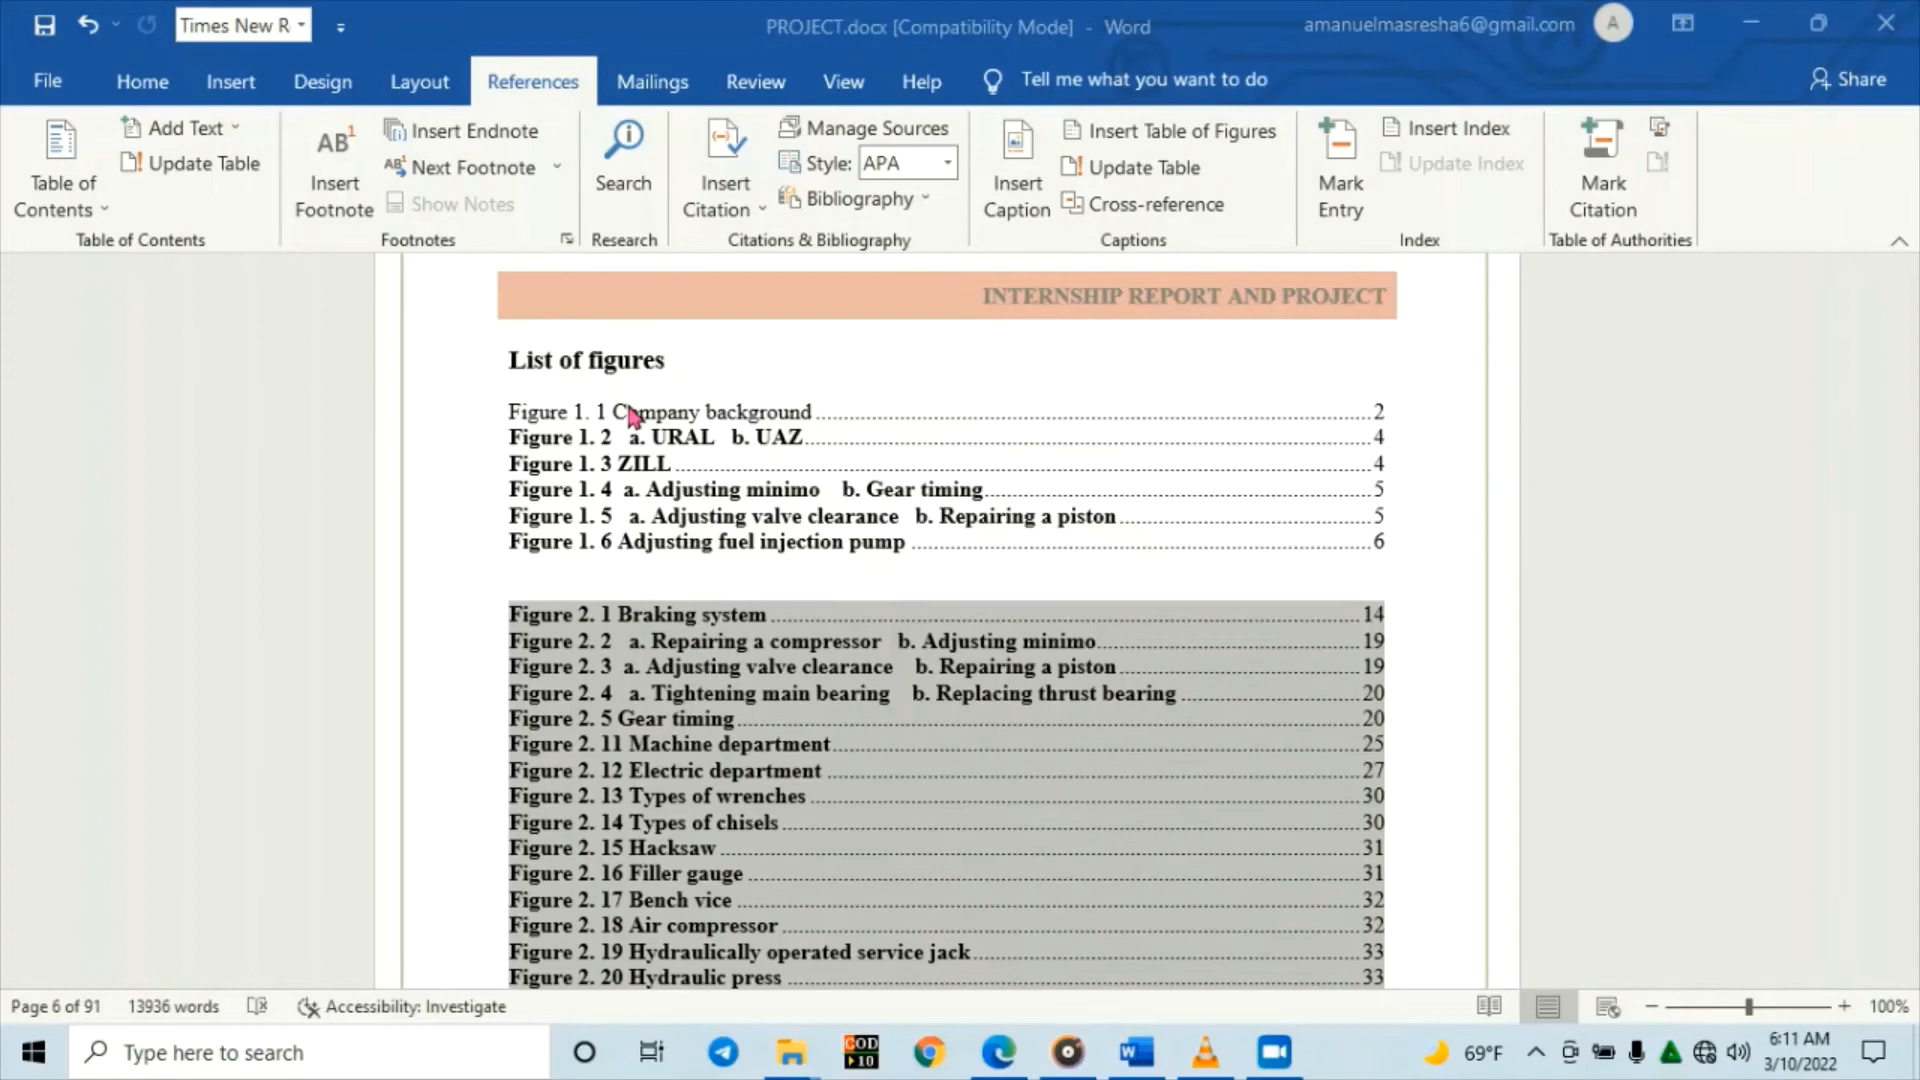 Times New R
PROJECT.docx [Compatibility Mode] - Word
amanuelmasresha6@gmail.com
A
File
Home
Insert
Design
Layout
References
Mailings
Review
View
Help
Tell me what you want to do
Share
Table of
Contents
Add Text
Update Table
Table of Contents
AB1
Insert
Footnote
Insert Endnote
AB1 Next Footnote
Show Notes
Footnotes
Search
Research
Insert
Citation
Manage Sources
Style: APA
Bibliography
Citations & Bibliography
Insert
Caption
Insert Table of Figures
Update Table
Cross-reference
Captions
Mark
Entry
Insert Index
Update Index
Index
Mark
Citation
Table of Authorities
INTERNSHIP REPORT AND PROJECT
List of figures
Figure 1. 1 Company background 2
Figure 1. 2 a. URAL b. UAZ 4
Figure 1. 3 ZILL 4
Figure 1. 4 a. Adjusting minimo b. Gear timing 5
Figure 1. 5 a. Adjusting valve clearance b. Repairing a piston 5
Figure 1. 6 Adjusting fuel injection pump 6
Figure 2. 1 Braking system 14
Figure 2. 2 a. Repairing a compressor b. Adjusting minimo 19
Figure 2. 3 a. Adjusting valve clearance b. Repairing a piston 19
Figure 2. 4 a. Tightening main bearing b. Replacing thrust bearing 20
Figure 2. 5 Gear timing 20
Figure 2. 11 Machine department 25
Figure 2. 12 Electric department 27
Figure 2. 13 Types of wrenches 30
Figure 2. 14 Types of chisels 30
Figure 2. 15 Hacksaw 31
Figure 2. 16 Filler gauge 31
Figure 2. 17 Bench vice 32
Figure 2. 18 Air compressor 32
Figure 2. 19 Hydraulically operated service jack 33
Figure 2. 20 Hydraulic press 33
Page 6 of 91
13936 words
Accessibility: Investigate
100%
Type here to search
COD
10
69°F
6:11 AM
3/10/2022